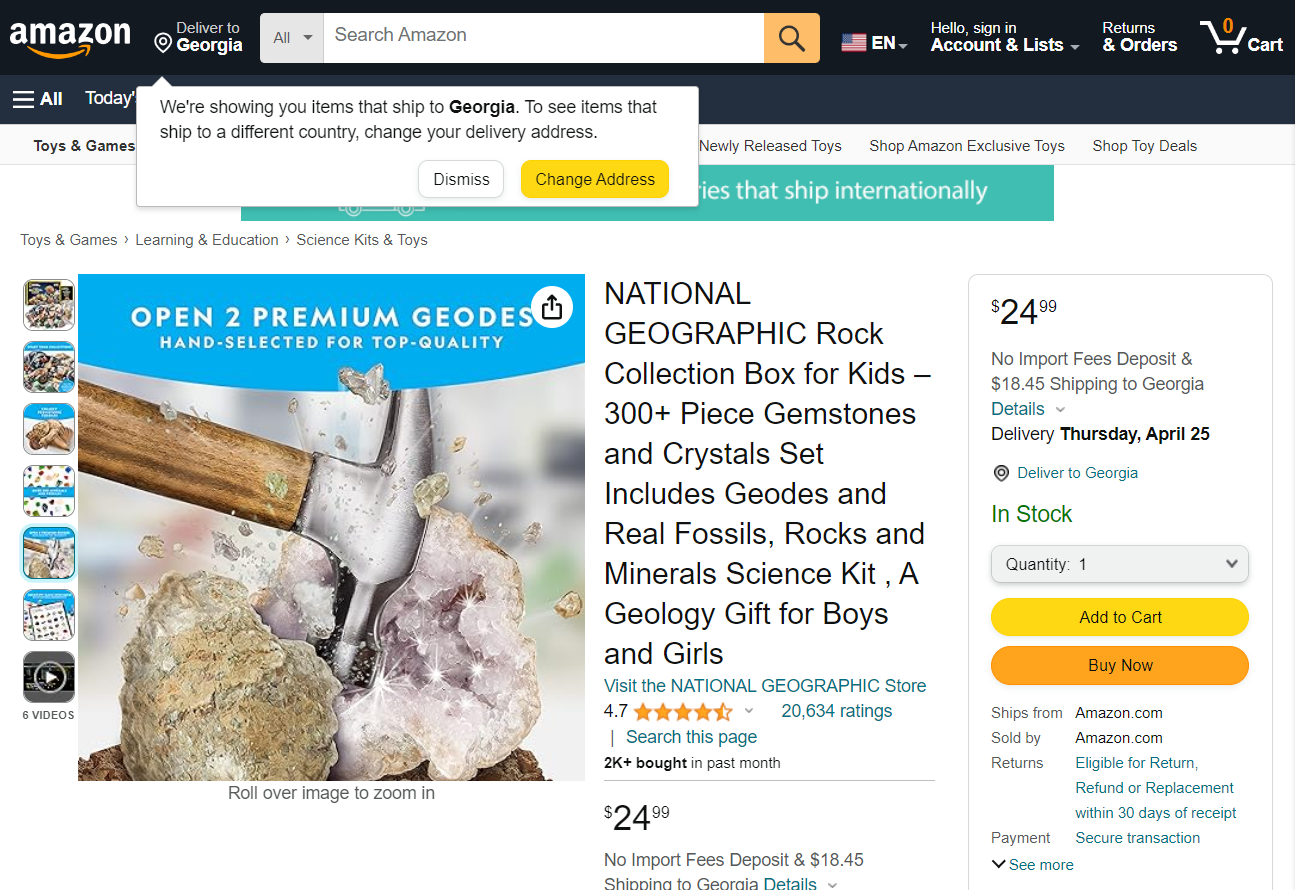 amazon
Deliver to
Georgia
All
Search Amazon
EN
Hello, sign in
Account & Lists
Returns
& Orders
0
Cart
All
Today'
We're showing you items that ship to Georgia. To see items that
ship to a different country, change your delivery address.
Dismiss
Change Address
Toys & Games
Newly Released Toys
Shop Amazon Exclusive Toys
Shop Toy Deals
ries that ship internationally
Toys & Games › Learning & Education › Science Kits & Toys
OPEN 2 PREMIUM GEODES
HAND-SELECTED FOR TOP-QUALITY
6 VIDEOS
Roll over image to zoom in
NATIONAL
GEOGRAPHIC Rock
Collection Box for Kids –
300+ Piece Gemstones
and Crystals Set
Includes Geodes and
Real Fossils, Rocks and
Minerals Science Kit , A
Geology Gift for Boys
and Girls
Visit the NATIONAL GEOGRAPHIC Store
4.7
20,634 ratings
| Search this page
2K+ bought in past month
$24 99
No Import Fees Deposit & $18.45
Shipping to Georgia Details
$24 99
No Import Fees Deposit &
$18.45 Shipping to Georgia
Details
Delivery Thursday, April 25
Deliver to Georgia
In Stock
Quantity: 1
Add to Cart
Buy Now
Ships from Amazon.com
Sold by Amazon.com
Returns Eligible for Return,
Refund or Replacement
within 30 days of receipt
Payment Secure transaction
See more